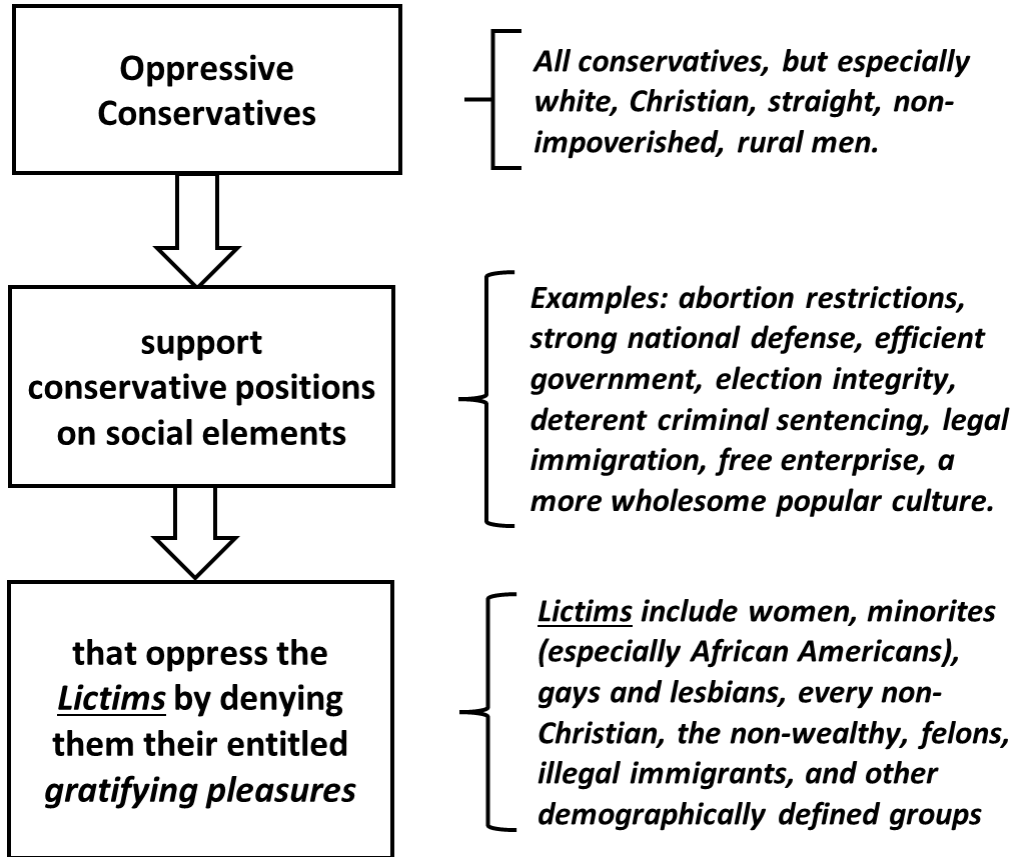 Oppressive
Conservatives
All conservatives, but especially
white, Christian, straight, non-
impoverished, rural men.
support
conservative positions
on social elements
Examples: abortion restrictions,
strong national defense, efficient
government, election integrity,
deterent criminal sentencing, legal
immigration, free enterprise, a
more wholesome popular culture.
that oppress the
Lictims by denying
them their entitled
gratifying pleasures
Lictims include women, minorites
(especially African Americans),
gays and lesbians, every non-
Christian, the non-wealthy, felons,
illegal immigrants, and other
demographically defined groups